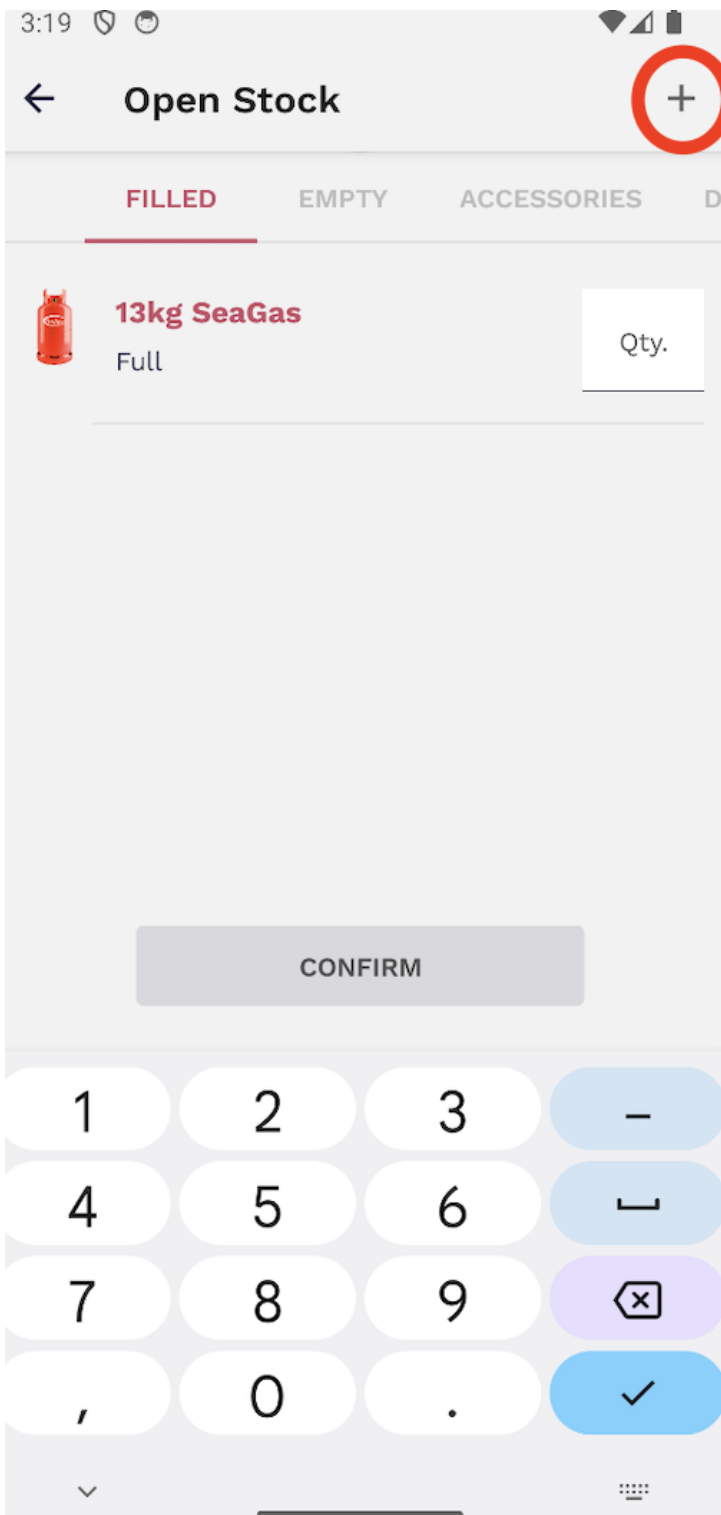 3:19
Open Stock
FILLED EMPTY ACCESSORIES D
13kg SeaGas
Full
Qty.
CONFIRM
1 2 3 –
4 5 6
7 8 9
, 0 .